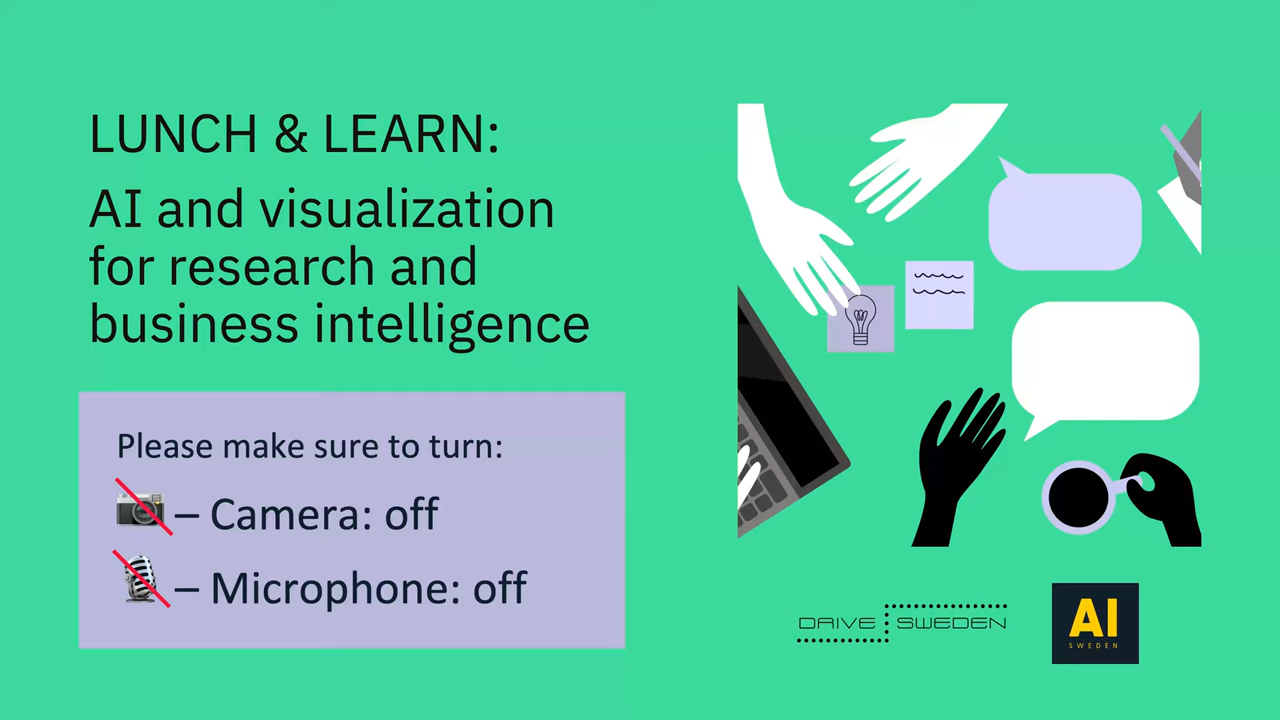 LUNCH & LEARN:
AI and visualization
for research and
business intelligence
Please make sure to turn:
– Camera: off
– Microphone: off
DRIVE SWEDEN
AI
SWEDEN